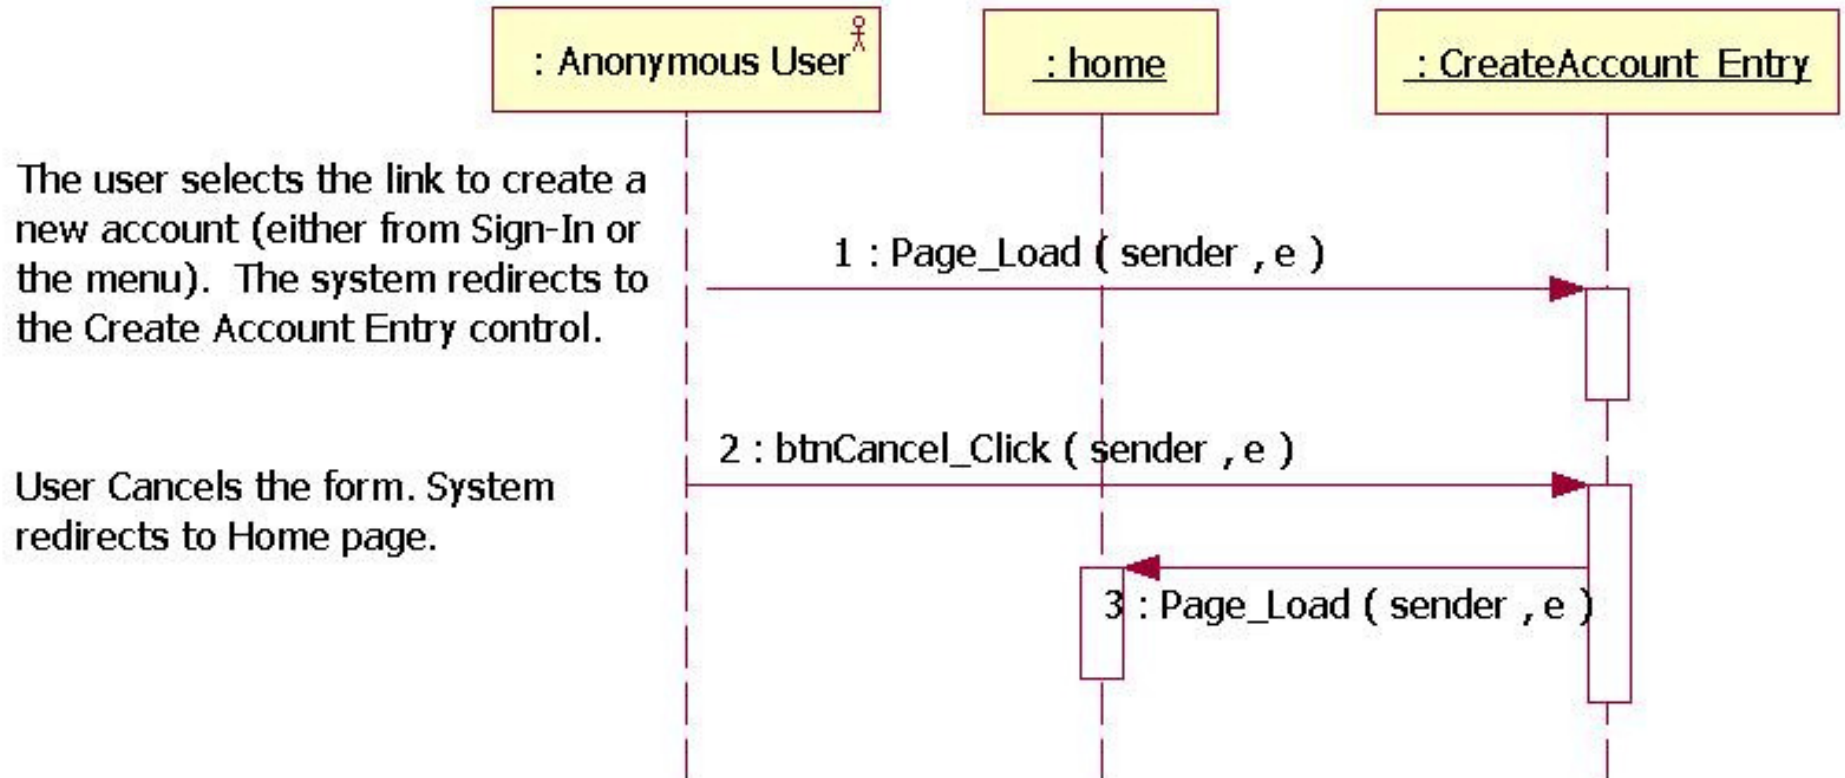 : Anonymous User
: home
: CreateAccount Entry
The user selects the link to create a
new account (either from Sign-In or
the menu).  The system redirects to
the Create Account Entry control.
1 : Page_Load ( sender , e )
2 : btnCancel_Click ( sender , e )
User Cancels the form. System
redirects to Home page.
3 : Page_Load ( sender , e )